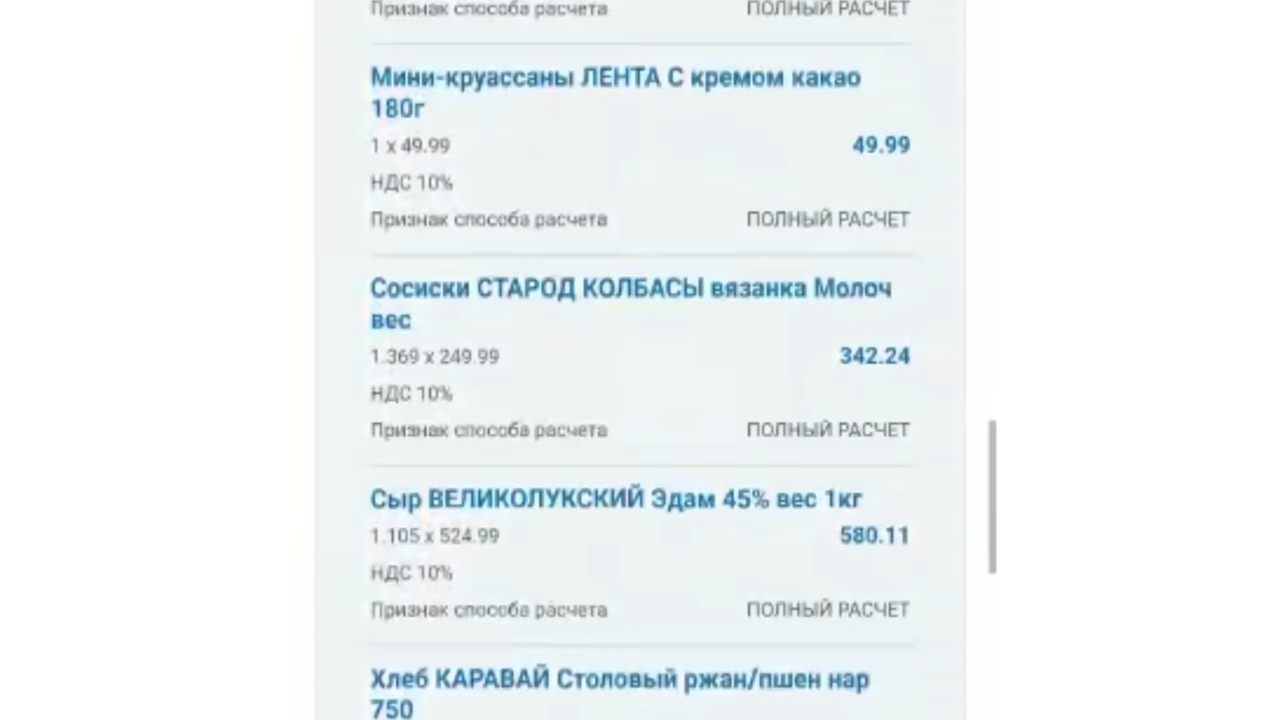 Признак способа расчета ПОЛНЫЙ РАСЧЕТ
Мини-круассаны ЛЕНТА С кремом какао
180г
1 x 49.99 49.99
НДС 10%
Признак способа расчета ПОЛНЫЙ РАСЧЕТ
Сосиски СТАРОД КОЛБАСЫ вязанка Молоч
вес
1.369 x 249.99 342.24
НДС 10%
Признак способа расчета ПОЛНЫЙ РАСЧЕТ
Сыр ВЕЛИКОЛУКСКИЙ Эдам 45% вес 1кг
1.105 x 524.99 580.11
НДС 10%
Признак способа расчета ПОЛНЫЙ РАСЧЕТ
Хлеб КАРАВАЙ Столовый ржан/пшен нар
750